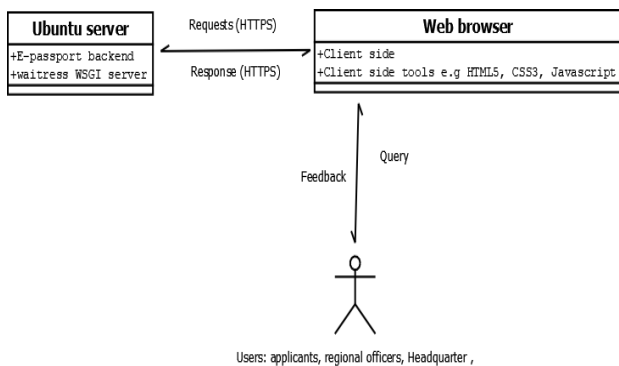 Ubuntu server
+E-passport backend
+waitress WSGI server
Requests (HTTPS)
Response (HTTPS)
Web browser
+Client side
+Client side tools e.g HTML5, CSS3, Javascript
Query
Feedback
Users: applicants, regional officers, Headquarter ,